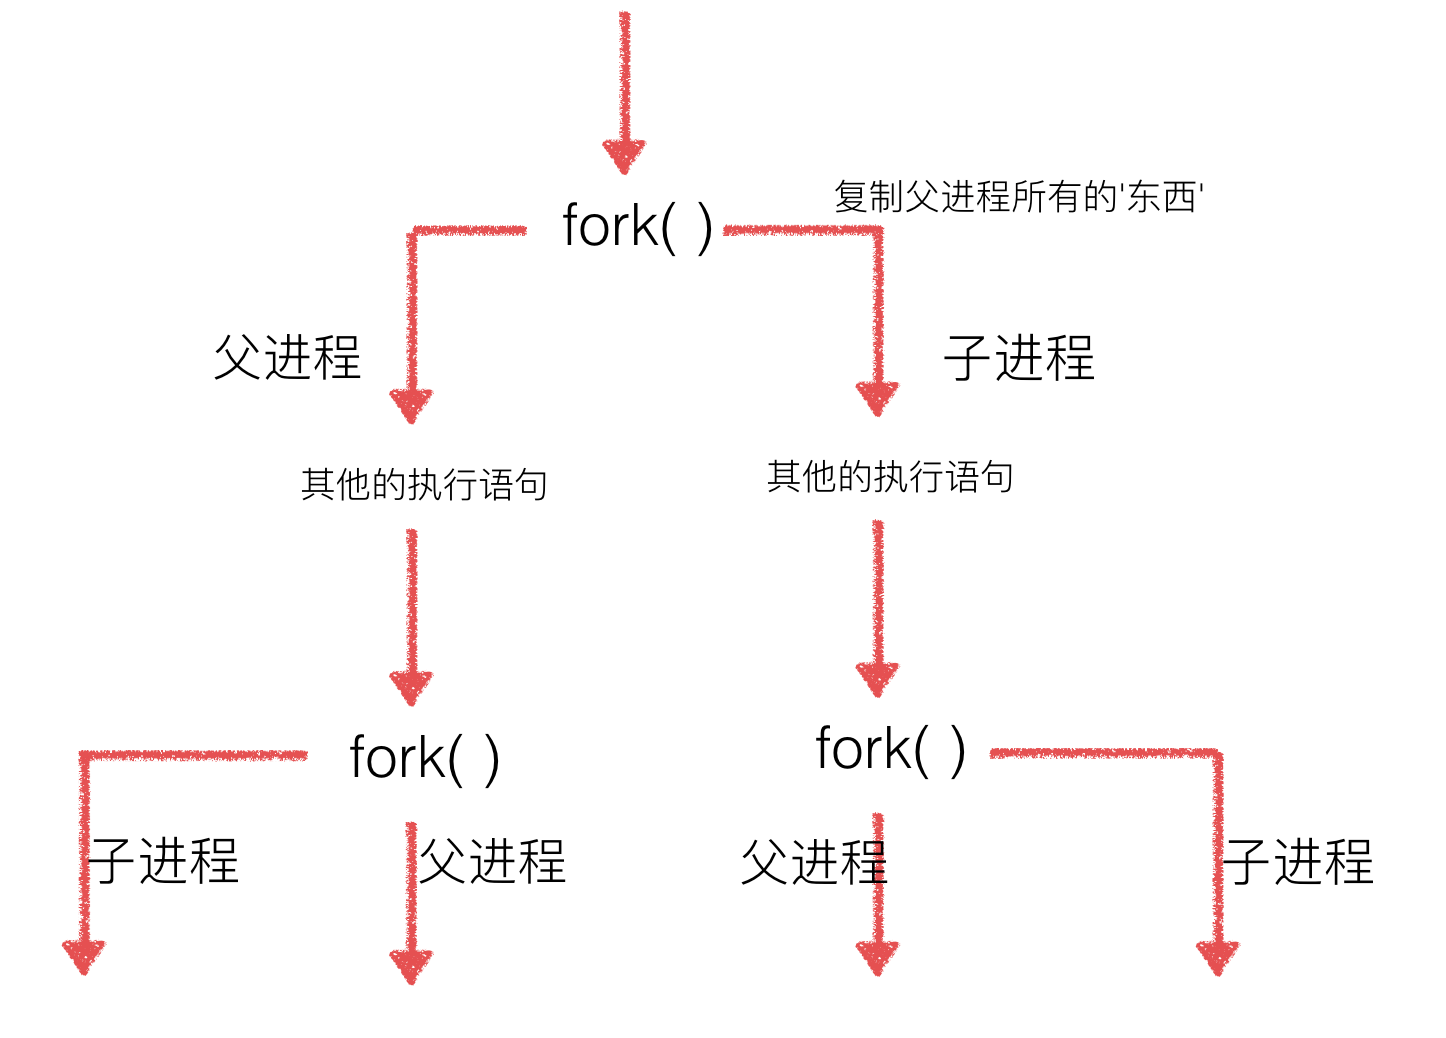 fork( )
复制父进程所有的'东西'
父进程
子进程
其他的执行语句
其他的执行语句
fork( )
fork( )
子进程
父进程
父进程
子进程